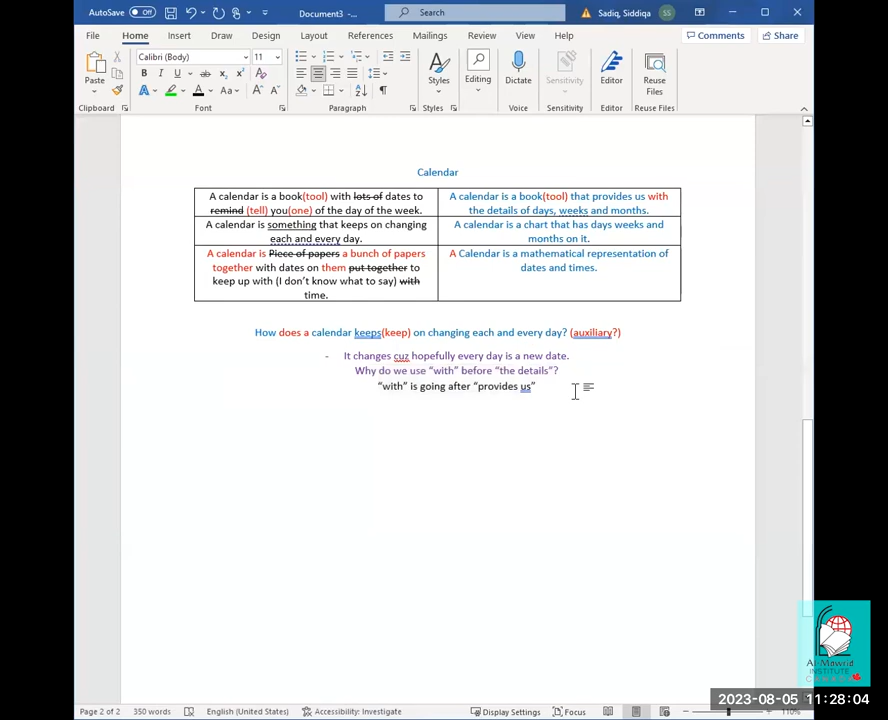 AutoSave Off Document3 -... Search Sadiq, Siddiqa SS
File Home Insert Draw Design Layout References Mailings Review View Help Comments Share
Calibri (Body) 11
Paste Styles Editing Dictate Sensitivity Editor Reuse Files
Clipboard Font Paragraph Styles Voice Sensitivity Editor Reuse Files
Calendar
A calendar is a book(tool) with lots of dates to
remind (tell) you(one) of the day of the week.
A calendar is a book(tool) that provides us with
the details of days, weeks and months.
A calendar is something that keeps on changing
each and every day.
A calendar is a chart that has days weeks and
months on it.
A calendar is Piece of papers a bunch of papers
together with dates on them put together to
keep up with (I don't know what to say) with
time.
A Calendar is a mathematical representation of
dates and times.
How does a calendar keeps(keep) on changing each and every day? (auxiliary?)
- It changes cuz hopefully every day is a new date.
Why do we use "with" before "the details"?
"with" is going after "provides us"
Al-Mawrid
INSTITUTE
CANADA
2023-08-05 11:28:04
Page 2 of 2 350 words English (United States) Accessibility: Investigate Display Settings Focus 110%